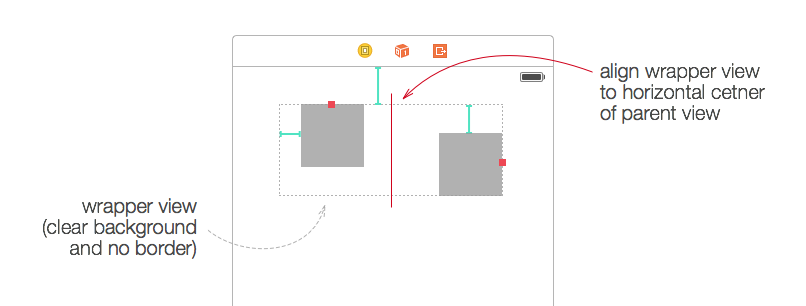 align wrapper view
to horizontal cetner
of parent view
wrapper view
(clear background
and no border)